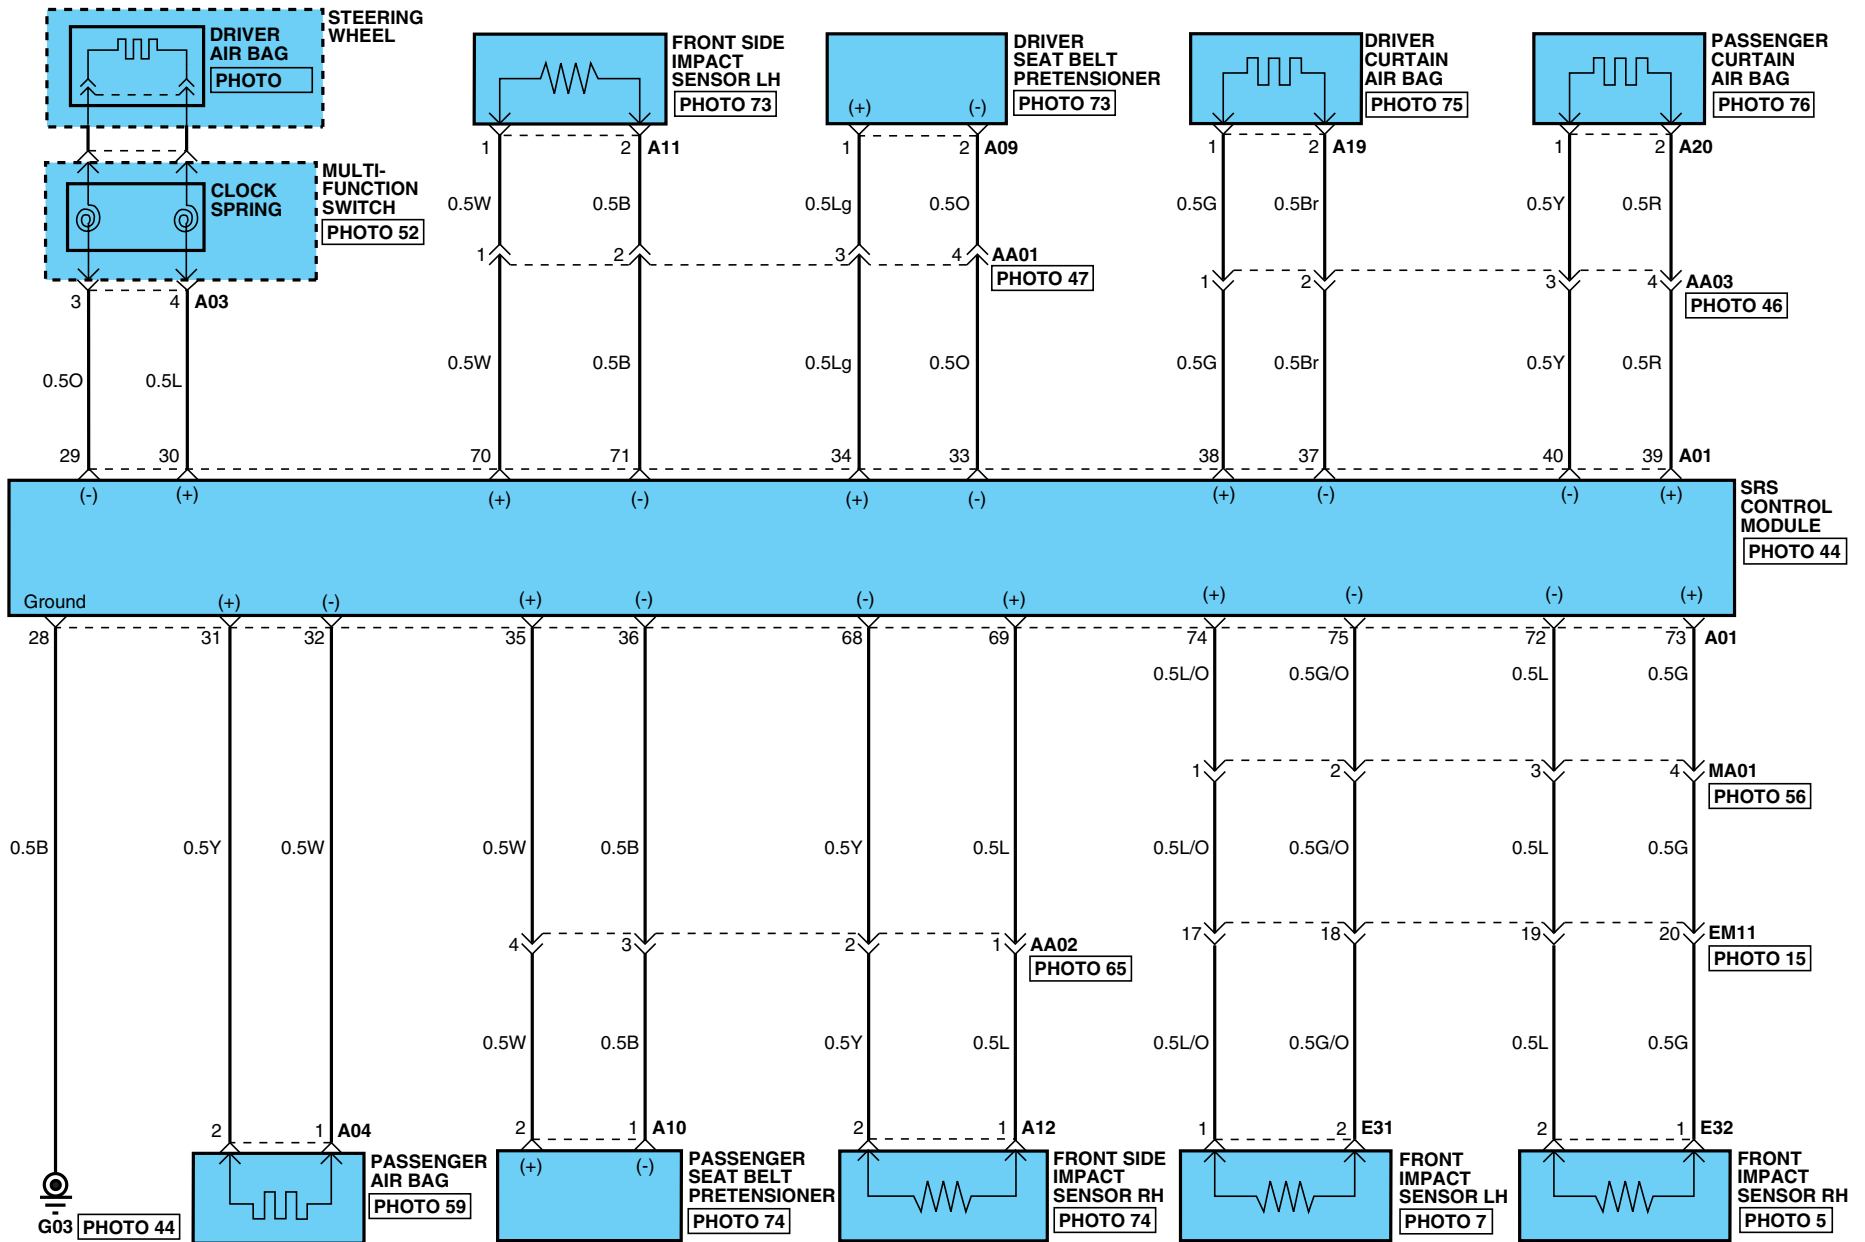 STEERING
WHEEL
DRIVER
AIR BAG
PHOTO
FRONT SIDE
IMPACT
SENSOR LH
PHOTO 73
DRIVER
SEAT BELT
PRETENSIONER
PHOTO 73
(+) (-)
DRIVER
CURTAIN
AIR BAG
PHOTO 75
PASSENGER
CURTAIN
AIR BAG
PHOTO 76
MULTI-
FUNCTION
SWITCH
PHOTO 52
CLOCK
SPRING
1 2 A11
1 2 A09
1 2 A19
1 2 A20
0.5W 0.5B 0.5Lg 0.5O 0.5G 0.5Br 0.5Y 0.5R
1 2 3 4 AA01
PHOTO 47
1 2 3 4 AA03
PHOTO 46
3 4 A03
0.5O 0.5L 0.5W 0.5B 0.5Lg 0.5O 0.5G 0.5Br 0.5Y 0.5R
29 30 70 71 34 33 38 37 40 39 A01
(-) (+) (+) (-) (+) (-) (+) (-) (-) (+)
SRS
CONTROL
MODULE
PHOTO 44
Ground (+) (-) (+) (-) (-) (+) (+) (-) (-) (+)
28 31 32 35 36 68 69 74 75 72 73 A01
0.5L/O 0.5G/O 0.5L 0.5G
1 2 3 4 MA01
PHOTO 56
0.5B 0.5Y 0.5W 0.5W 0.5B 0.5Y 0.5L 0.5L/O 0.5G/O 0.5L 0.5G
17 18 19 20 EM11
PHOTO 15
4 3 2 1 AA02
PHOTO 65
0.5W 0.5B 0.5Y 0.5L 0.5L/O 0.5G/O 0.5L 0.5G
2 1 A04
2 1 A10
2 1 A12
1 2 E31
2 1 E32
G03 PHOTO 44
PASSENGER
AIR BAG
PHOTO 59
(+) (-)
PASSENGER
SEAT BELT
PRETENSIONER
PHOTO 74
FRONT SIDE
IMPACT
SENSOR RH
PHOTO 74
FRONT
IMPACT
SENSOR LH
PHOTO 7
FRONT
IMPACT
SENSOR RH
PHOTO 5